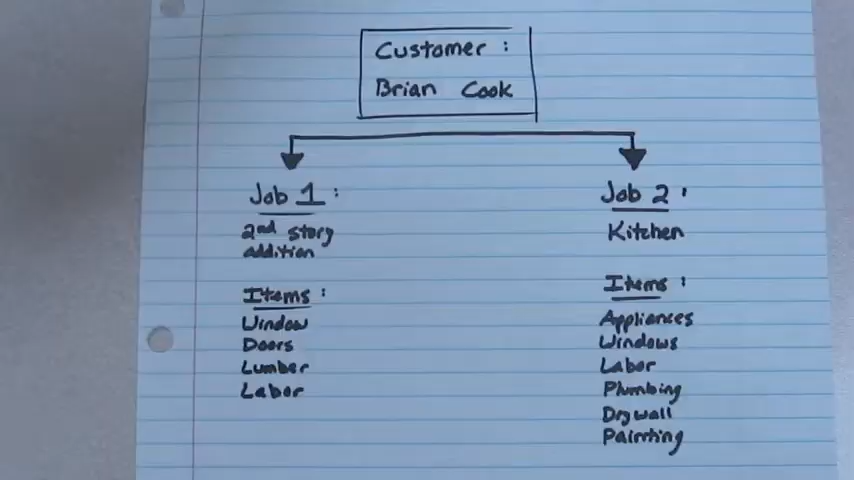 Customer :
Brian Cook
Job 1 :
2nd story
addition
Items :
Window
Doors
Lumber
Labor
Job 2 :
Kitchen
Items :
Appliances
Windows
Labor
Plumbing
Drywall
Painting